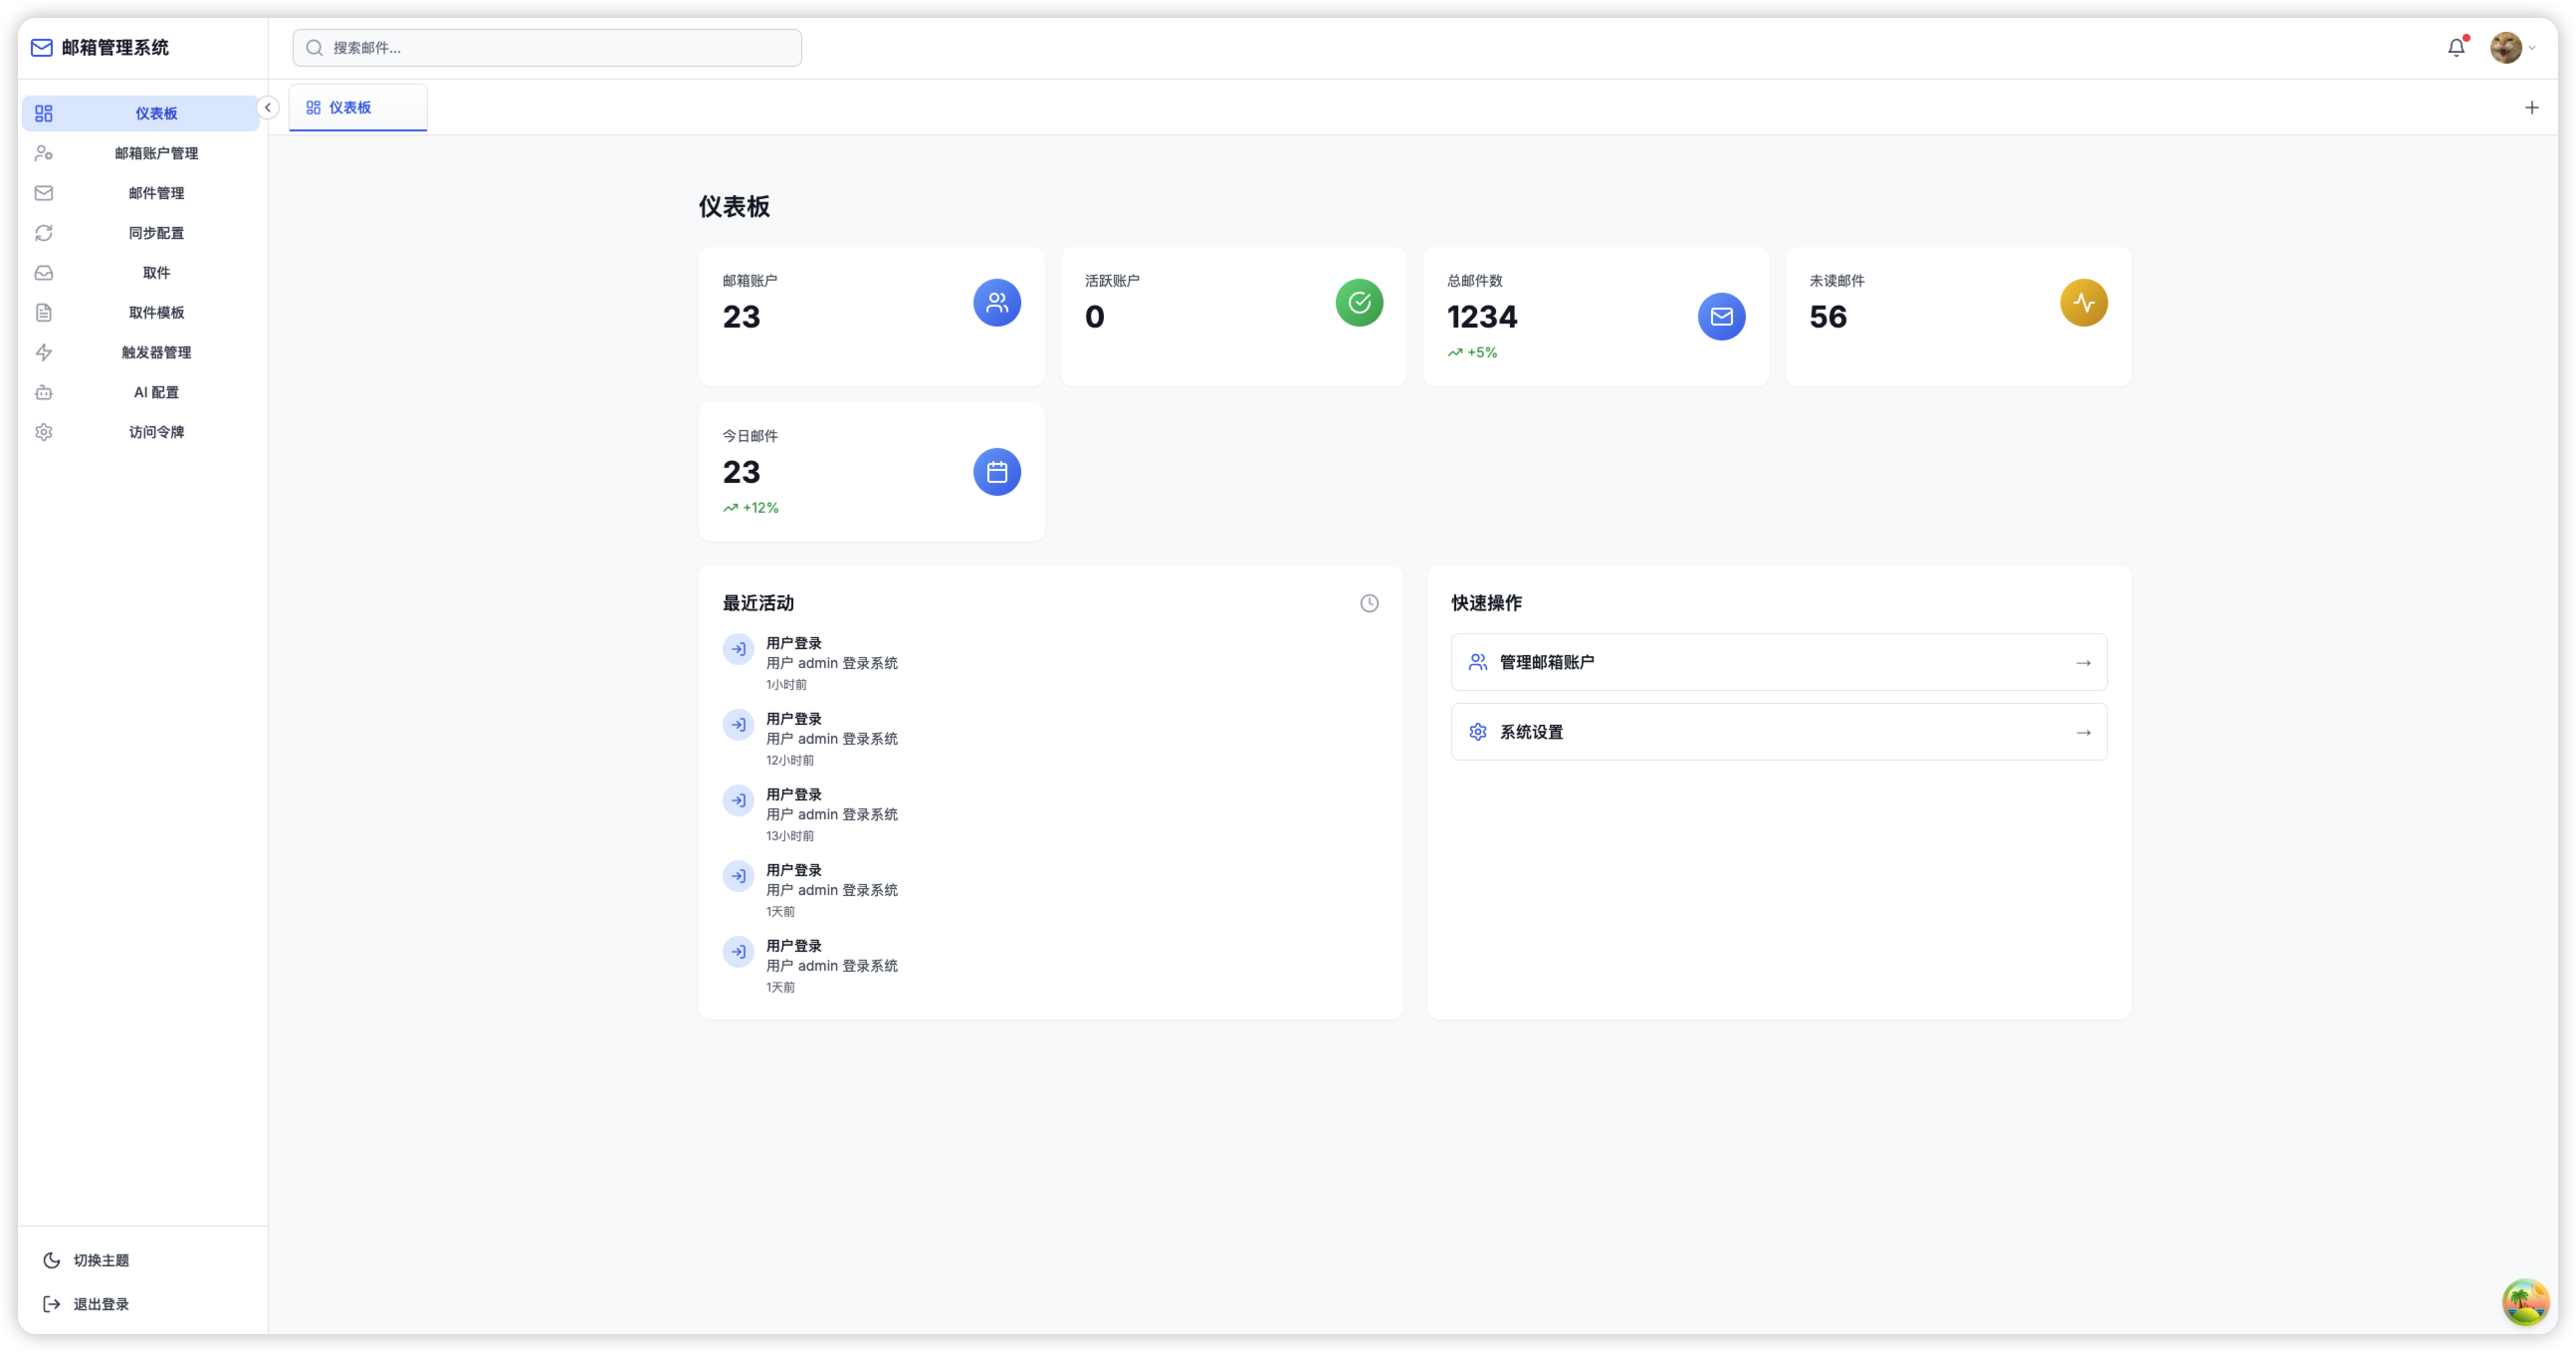 邮箱管理系统
搜索邮件...
仪表板
邮箱账户管理
邮件管理
同步配置
取件
取件模板
触发器管理
AI 配置
访问令牌
切换主题
退出登录
仪表板
仪表板
邮箱账户
23
活跃账户
0
总邮件数
1234
+5%
未读邮件
56
今日邮件
23
+12%
最近活动
用户登录
用户 admin 登录系统
1小时前
用户登录
用户 admin 登录系统
12小时前
用户登录
用户 admin 登录系统
13小时前
用户登录
用户 admin 登录系统
1天前
用户登录
用户 admin 登录系统
1天前
快速操作
管理邮箱账户
系统设置